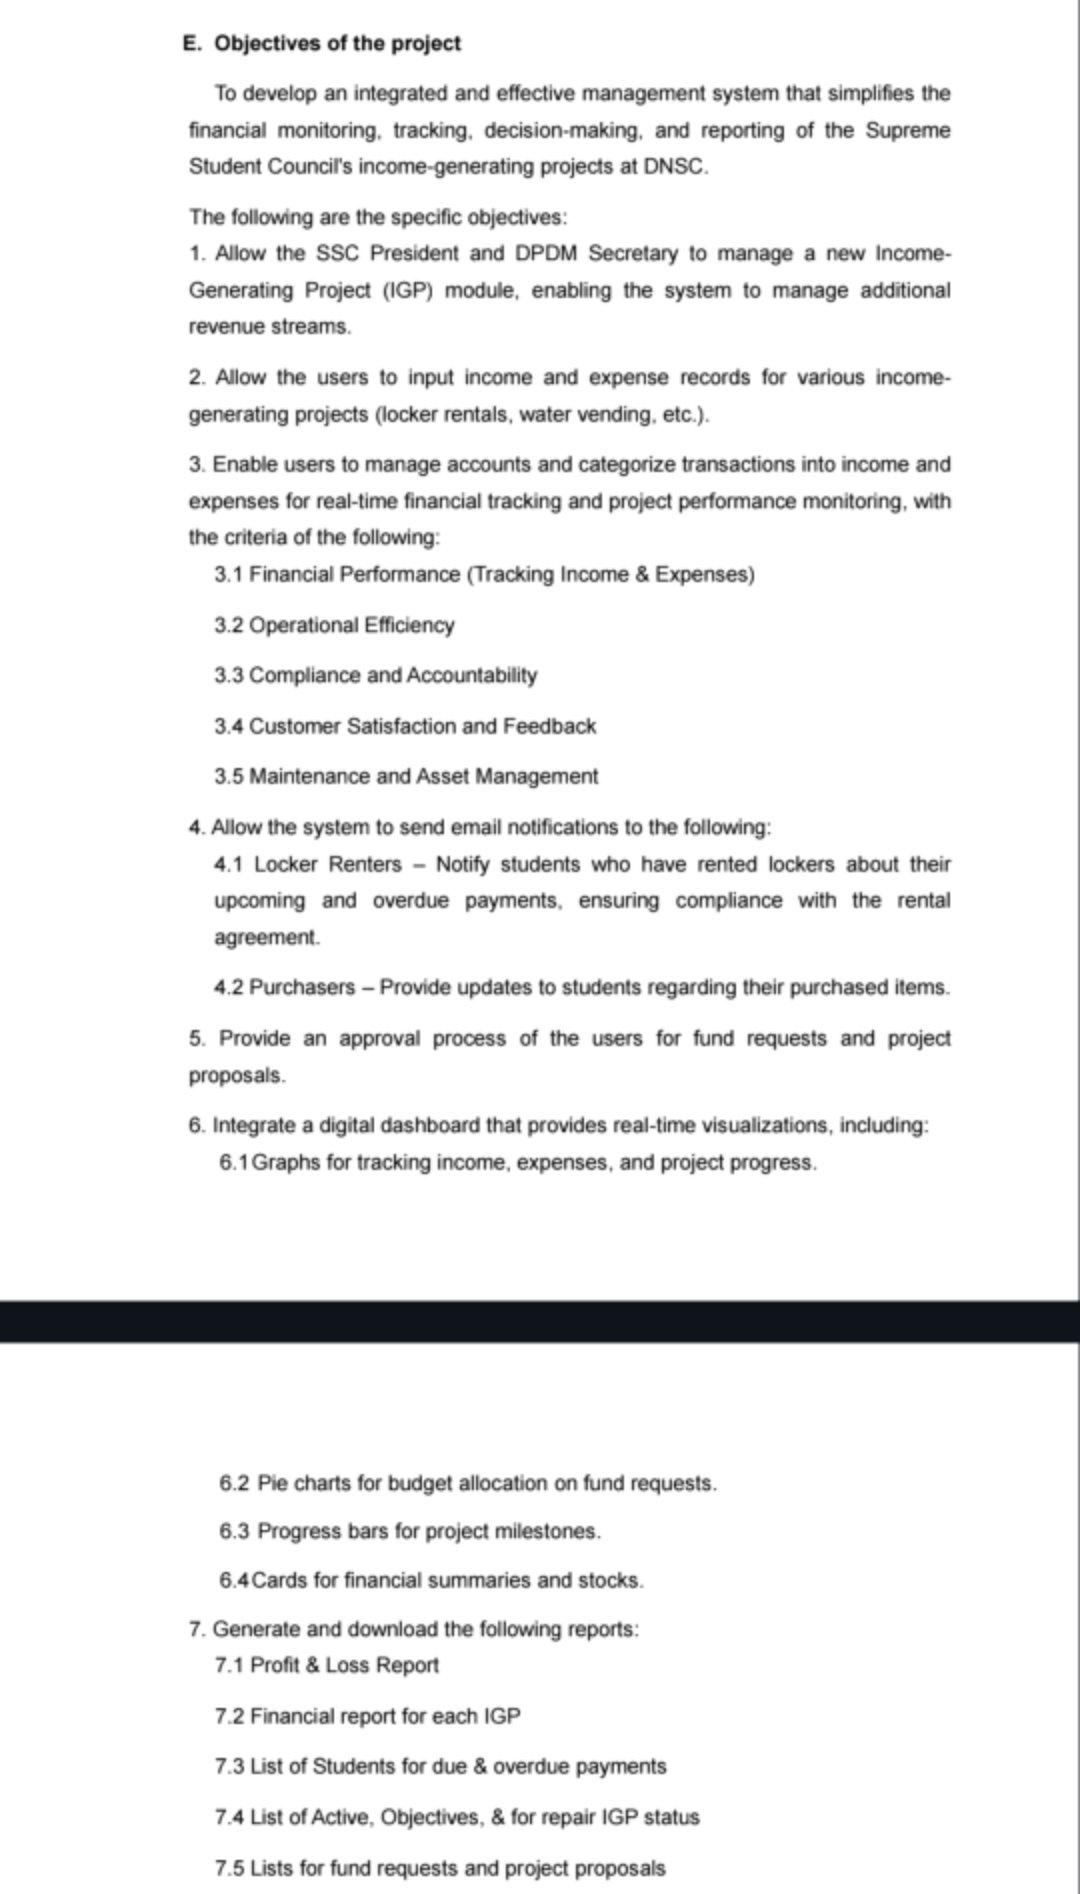 E. Objectives of the project
To develop an integrated and effective management system that simplifies the
financial monitoring, tracking, decision-making, and reporting of the Supreme
Student Council's income-generating projects at DNSC.
The following are the specific objectives:
1. Allow the SSC President and DPDM Secretary to manage a new Income-
Generating Project (IGP) module, enabling the system to manage additional
revenue streams.
2. Allow the users to input income and expense records for various income-
generating projects (locker rentals, water vending, etc.).
3. Enable users to manage accounts and categorize transactions into income and
expenses for real-time financial tracking and project performance monitoring, with
the criteria of the following:
3.1 Financial Performance (Tracking Income & Expenses)
3.2 Operational Efficiency
3.3 Compliance and Accountability
3.4 Customer Satisfaction and Feedback
3.5 Maintenance and Asset Management
4. Allow the system to send email notifications to the following:
4.1 Locker Renters – Notify students who have rented lockers about their
upcoming and overdue payments, ensuring compliance with the rental
agreement.
4.2 Purchasers – Provide updates to students regarding their purchased items.
5. Provide an approval process of the users for fund requests and project
proposals.
6. Integrate a digital dashboard that provides real-time visualizations, including:
6.1 Graphs for tracking income, expenses, and project progress.
6.2 Pie charts for budget allocation on fund requests.
6.3 Progress bars for project milestones.
6.4 Cards for financial summaries and stocks.
7. Generate and download the following reports:
7.1 Profit & Loss Report
7.2 Financial report for each IGP
7.3 List of Students for due & overdue payments
7.4 List of Active, Objectives, & for repair IGP status
7.5 Lists for fund requests and project proposals